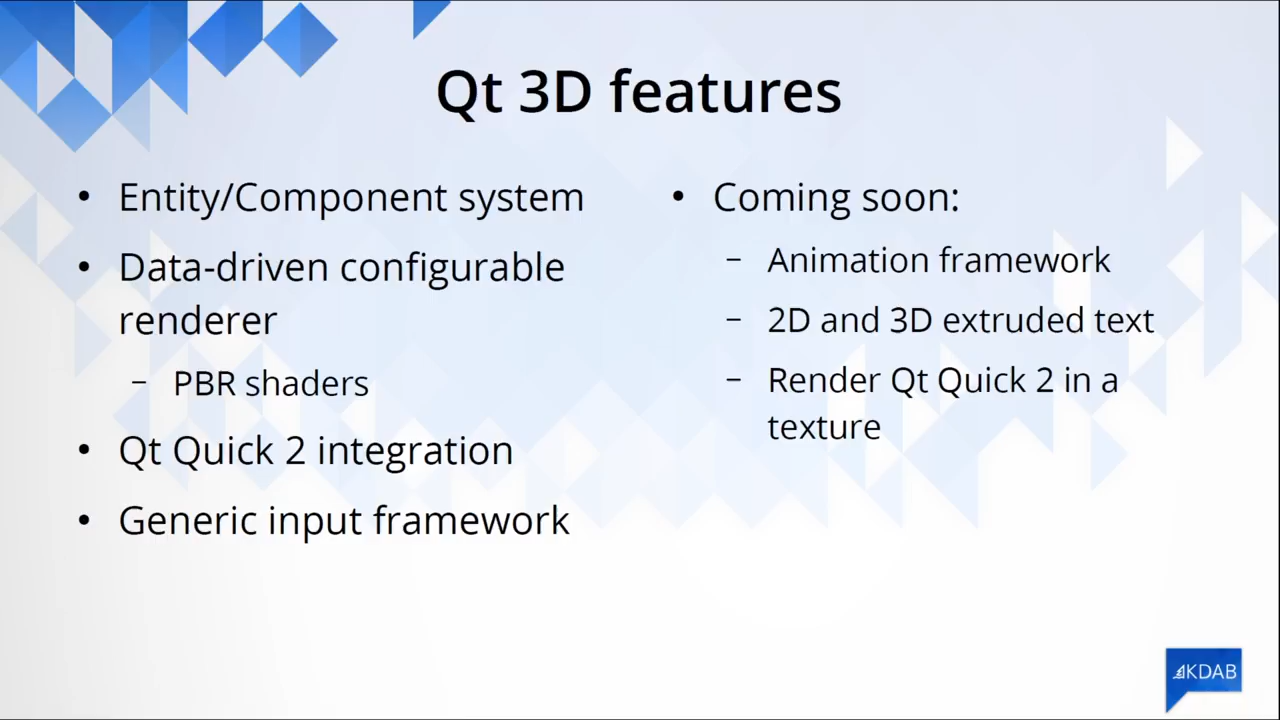 Qt 3D features
• Entity/Component system
• Data-driven configurable
renderer
– PBR shaders
• Qt Quick 2 integration
• Generic input framework
• Coming soon:
– Animation framework
– 2D and 3D extruded text
– Render Qt Quick 2 in a
texture
KDAB